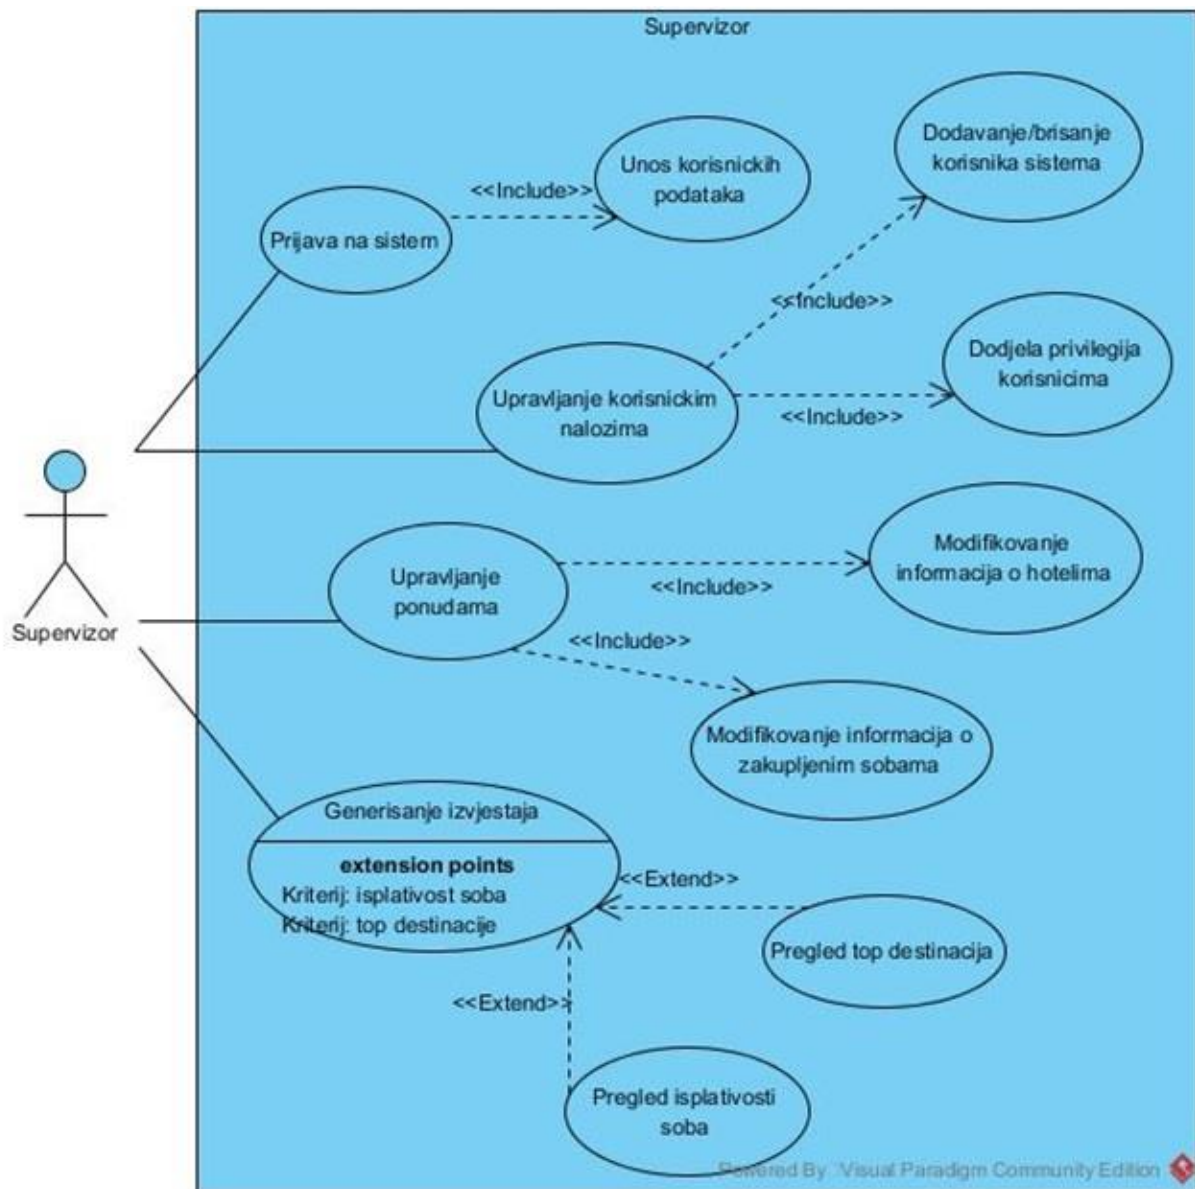 Supervizor
Dodavanje/brisanje
korisnika sistema
Unos korisnickih
podataka
<<Include>>
Prijava na sistem
<<Include>>
Dodjela privilegija
korisnicima
Upravljanje korisnickim
nalozima
<<Include>>
Modifikovanje
informacija o hotelima
Upravljanje
ponudama
<<Include>>
Supervizor
<<Include>>
Modifikovanje informacija o
zakupljenim sobama
Generisanje izvjestaja
extension points
Kriterij: isplativost soba
Kriterij: top destinacije
<<Extend>>
Pregled top destinacija
<<Extend>>
Pregled isplativosti
soba
Powered By Visual Paradigm Community Edition